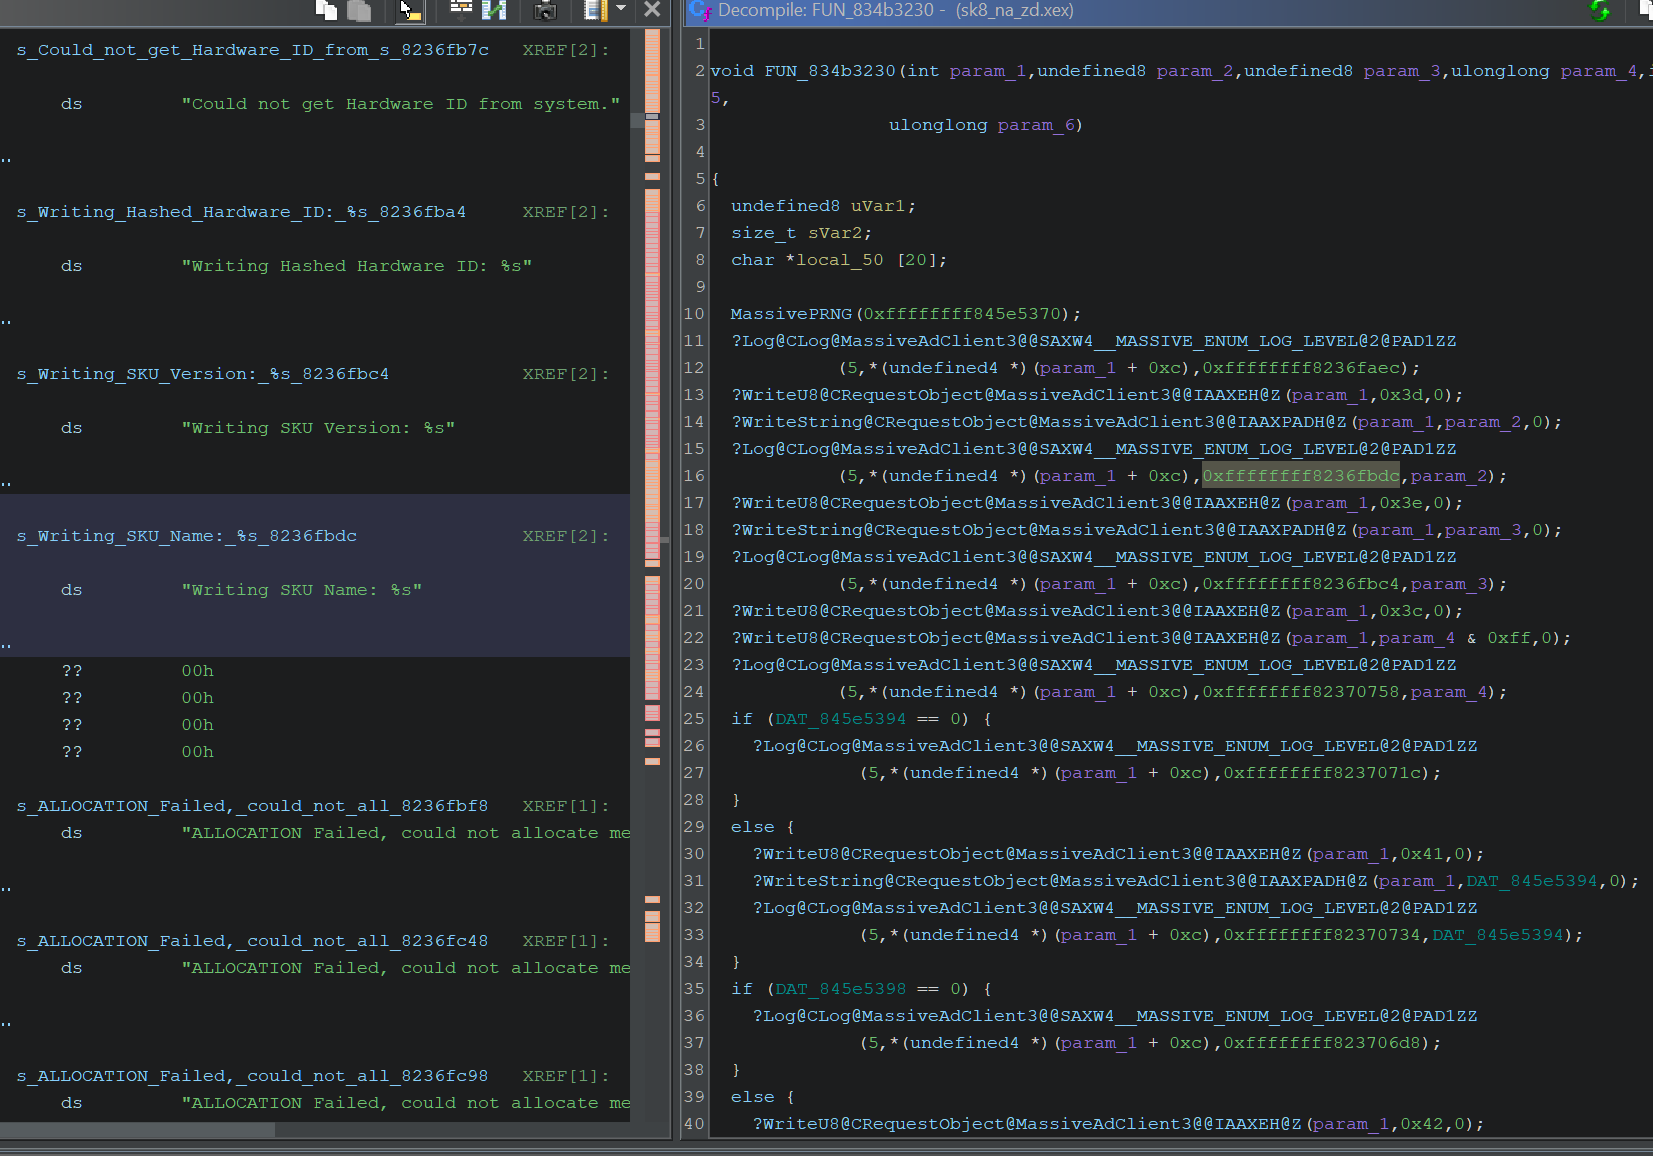 s_Could_not_get_Hardware_ID_from_s_8236fb7c XREF[2]:
ds "Could not get Hardware ID from system."
..
s_Writing_Hashed_Hardware_ID:_%s_8236fba4 XREF[2]:
ds "Writing Hashed Hardware ID: %s"
..
s_Writing_SKU_Version:_%s_8236fbc4 XREF[2]:
ds "Writing SKU Version: %s"
..
s_Writing_SKU_Name:_%s_8236fbdc XREF[2]:
ds "Writing SKU Name: %s"
..
?? 00h
?? 00h
?? 00h
?? 00h
s_ALLOCATION_Failed,_could_not_all_8236fbf8 XREF[1]:
ds "ALLOCATION Failed, could not allocate me
..
s_ALLOCATION_Failed,_could_not_all_8236fc48 XREF[1]:
ds "ALLOCATION Failed, could not allocate me
..
s_ALLOCATION_Failed,_could_not_all_8236fc98 XREF[1]:
ds "ALLOCATION Failed, could not allocate me
Decompile: FUN_834b3230 - (sk8_na_zd.xex)
1
2 void FUN_834b3230(int param_1,undefined8 param_2,undefined8 param_3,ulonglong param_4,i
5,
3 ulonglong param_6)
4
5 {
6 undefined8 uVar1;
7 size_t sVar2;
8 char *local_50 [20];
9
10 MassivePRNG(0xffffffff845e5370);
11 ?Log@CLog@MassiveAdClient3@@SAXW4__MASSIVE_ENUM_LOG_LEVEL@2@PAD1ZZ
12 (5,*(undefined4 *)(param_1 + 0xc),0xffffffff8236faec);
13 ?WriteU8@CRequestObject@MassiveAdClient3@@IAAXEH@Z(param_1,0x3d,0);
14 ?WriteString@CRequestObject@MassiveAdClient3@@IAAXPADH@Z(param_1,param_2,0);
15 ?Log@CLog@MassiveAdClient3@@SAXW4__MASSIVE_ENUM_LOG_LEVEL@2@PAD1ZZ
16 (5,*(undefined4 *)(param_1 + 0xc),0xffffffff8236fbdc,param_2);
17 ?WriteU8@CRequestObject@MassiveAdClient3@@IAAXEH@Z(param_1,0x3e,0);
18 ?WriteString@CRequestObject@MassiveAdClient3@@IAAXPADH@Z(param_1,param_3,0);
19 ?Log@CLog@MassiveAdClient3@@SAXW4__MASSIVE_ENUM_LOG_LEVEL@2@PAD1ZZ
20 (5,*(undefined4 *)(param_1 + 0xc),0xffffffff8236fbc4,param_3);
21 ?WriteU8@CRequestObject@MassiveAdClient3@@IAAXEH@Z(param_1,0x3c,0);
22 ?WriteU8@CRequestObject@MassiveAdClient3@@IAAXEH@Z(param_1,param_4 & 0xff,0);
23 ?Log@CLog@MassiveAdClient3@@SAXW4__MASSIVE_ENUM_LOG_LEVEL@2@PAD1ZZ
24 (5,*(undefined4 *)(param_1 + 0xc),0xffffffff82370758,param_4);
25 if (DAT_845e5394 == 0) {
26 ?Log@CLog@MassiveAdClient3@@SAXW4__MASSIVE_ENUM_LOG_LEVEL@2@PAD1ZZ
27 (5,*(undefined4 *)(param_1 + 0xc),0xffffffff8237071c);
28 }
29 else {
30 ?WriteU8@CRequestObject@MassiveAdClient3@@IAAXEH@Z(param_1,0x41,0);
31 ?WriteString@CRequestObject@MassiveAdClient3@@IAAXPADH@Z(param_1,DAT_845e5394,0);
32 ?Log@CLog@MassiveAdClient3@@SAXW4__MASSIVE_ENUM_LOG_LEVEL@2@PAD1ZZ
33 (5,*(undefined4 *)(param_1 + 0xc),0xffffffff82370734,DAT_845e5394);
34 }
35 if (DAT_845e5398 == 0) {
36 ?Log@CLog@MassiveAdClient3@@SAXW4__MASSIVE_ENUM_LOG_LEVEL@2@PAD1ZZ
37 (5,*(undefined4 *)(param_1 + 0xc),0xffffffff823706d8);
38 }
39 else {
40 ?WriteU8@CRequestObject@MassiveAdClient3@@IAAXEH@Z(param_1,0x42,0);